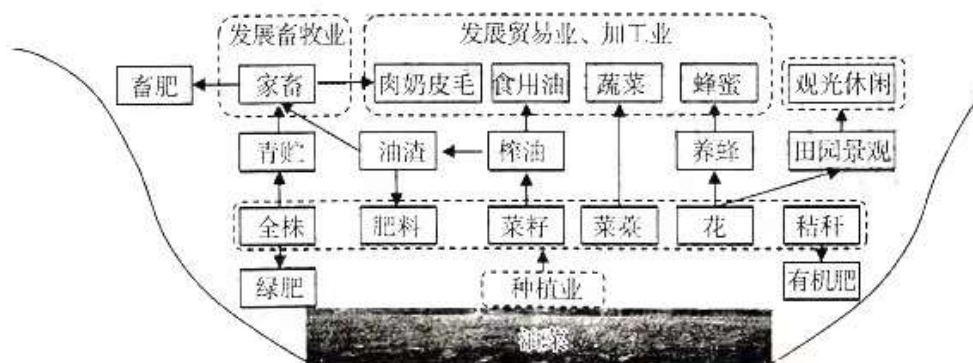 发展畜牧业
发展贸易业、加工业
畜肥
家畜
肉奶皮毛
食用油
蔬菜
蜂蜜
观光休闲
青贮
油渣
榨油
养蜂
田园景观
全株
肥料
菜籽
菜薹
花
秸秆
绿肥
种植业
有机肥
油菜